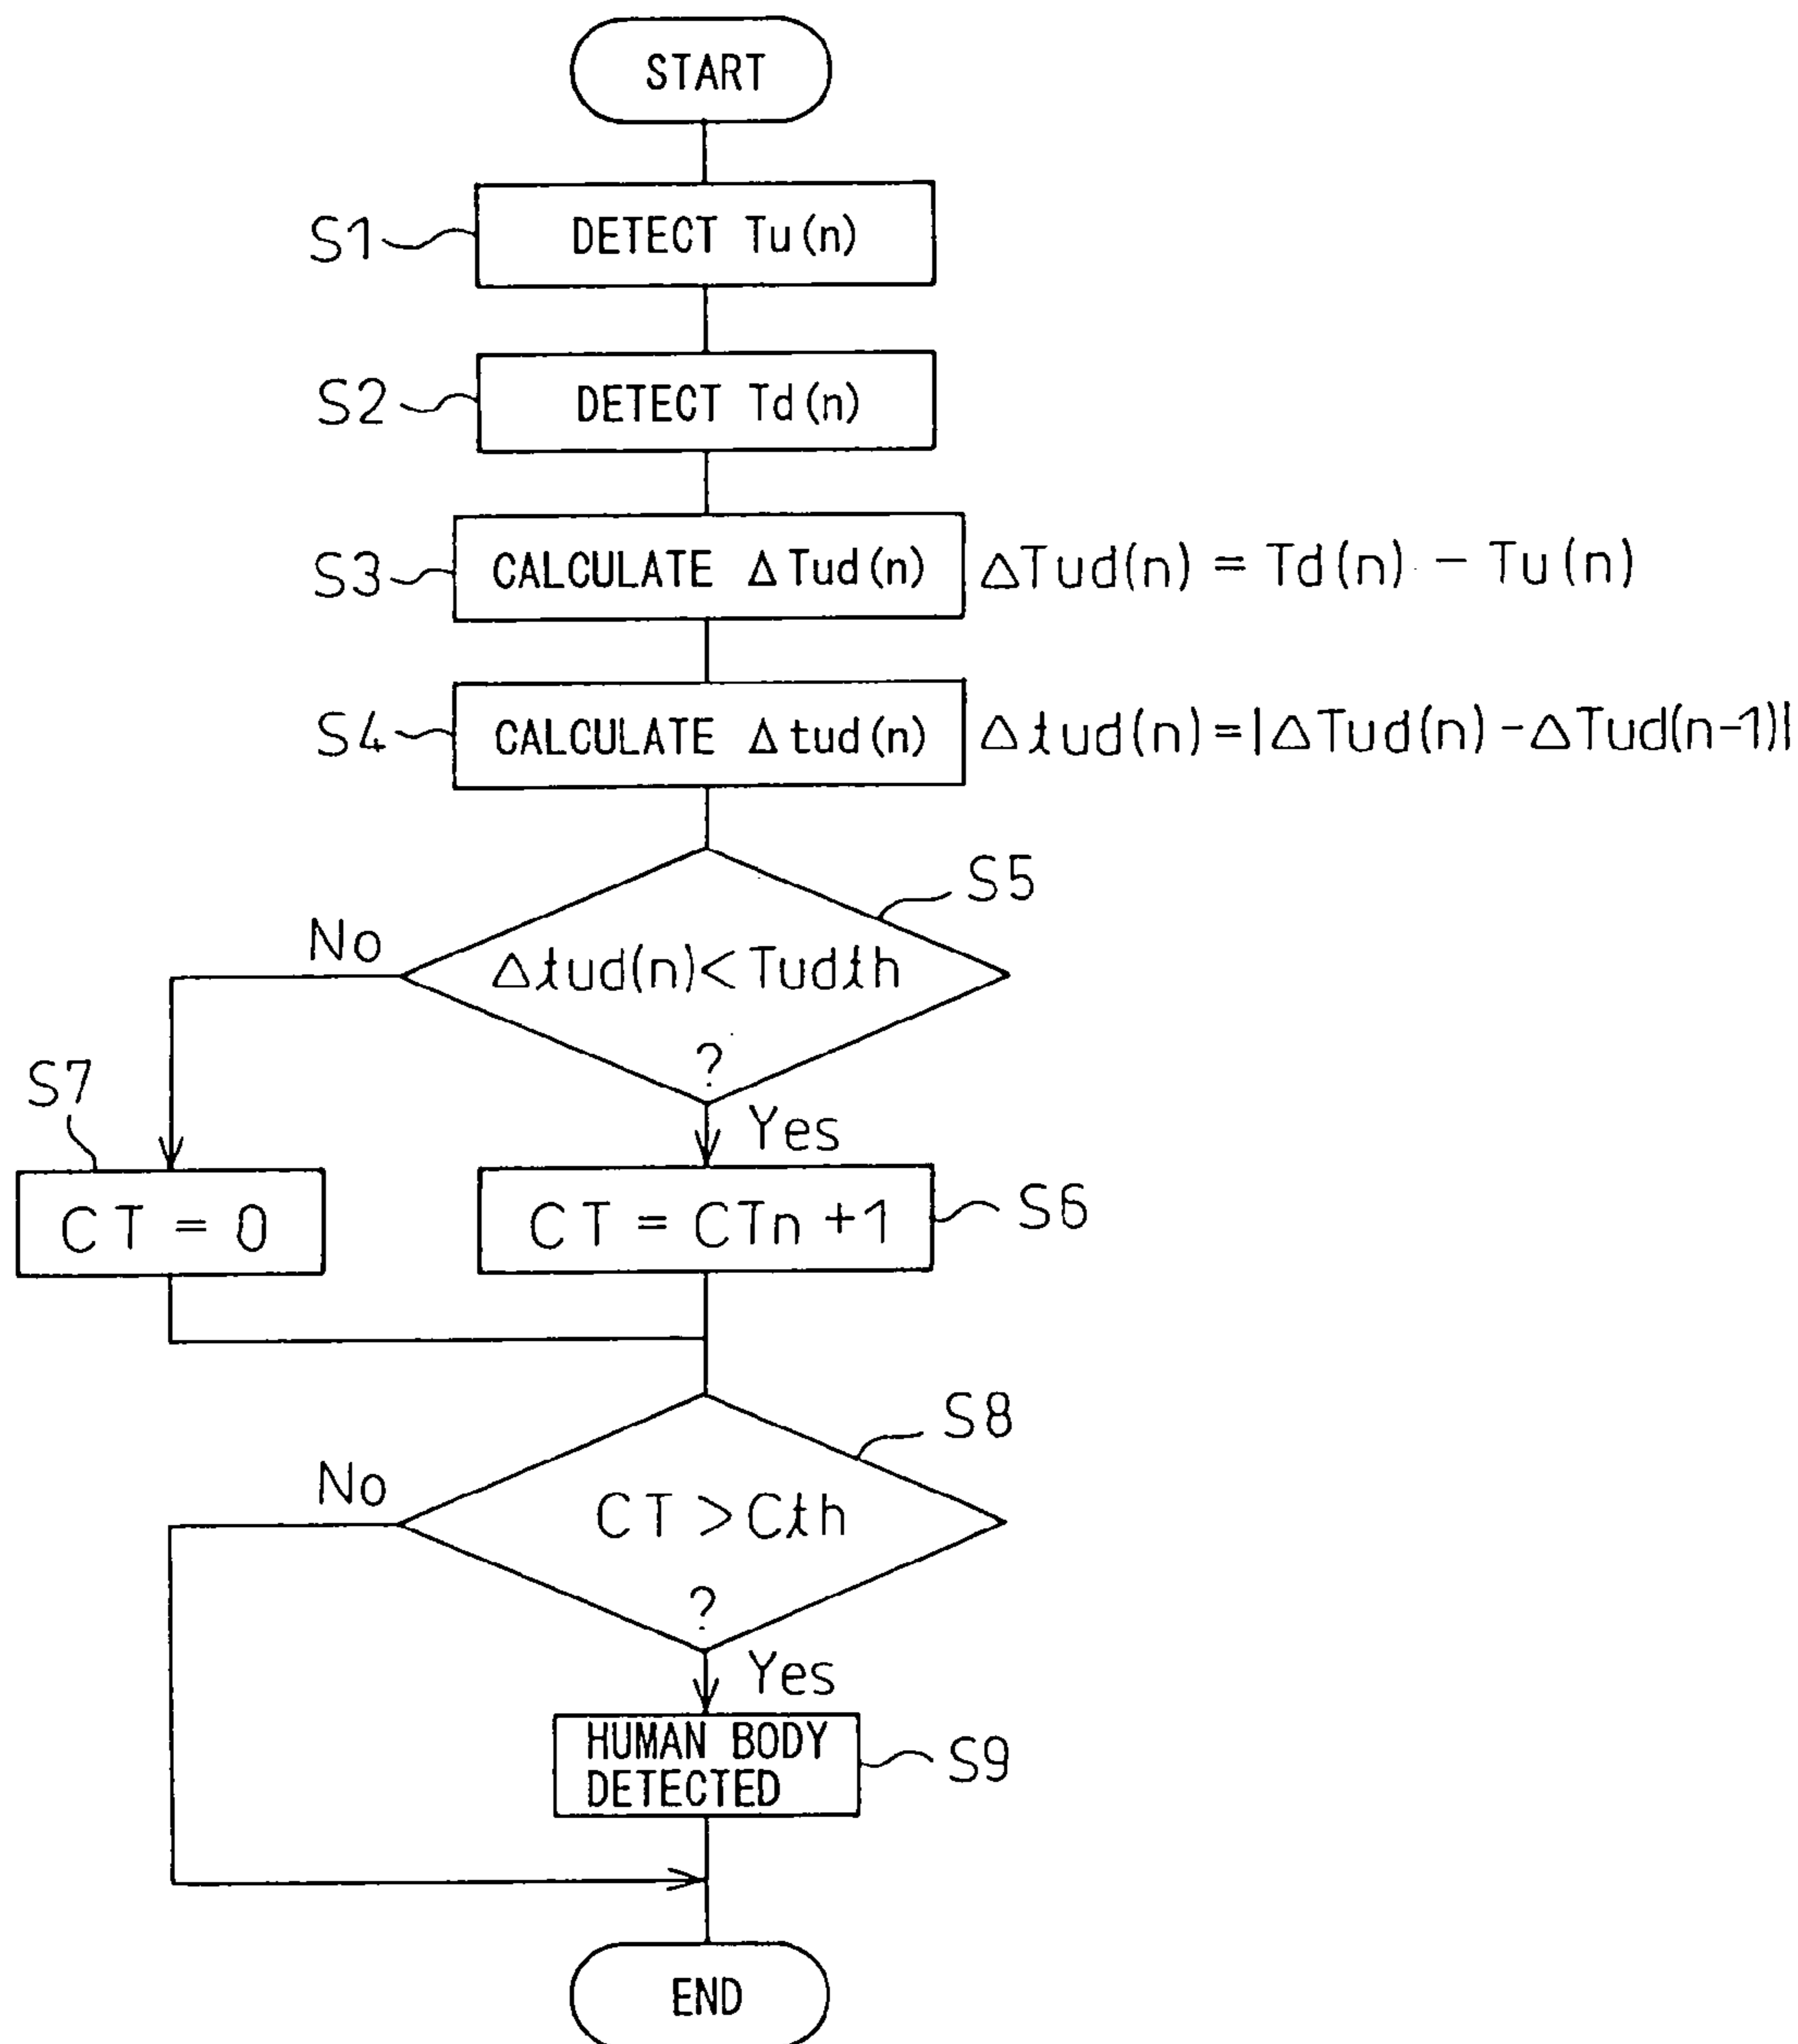 START
S1
DETECT Tu(n)
S2
DETECT Td(n)
S3
CALCULATE ΔTud(n)
ΔTud(n) = Td(n) - Tu(n)
S4
CALCULATE Δtud(n)
Δtud(n)=|ΔTud(n)-ΔTud(n-1)|
S5
No
Δtud(n)<Tudth
?
S7
Yes
CT = 0
CT = CTn +1
S6
S8
No
CT >Cth
?
Yes
HUMAN BODY
DETECTED
S9
END